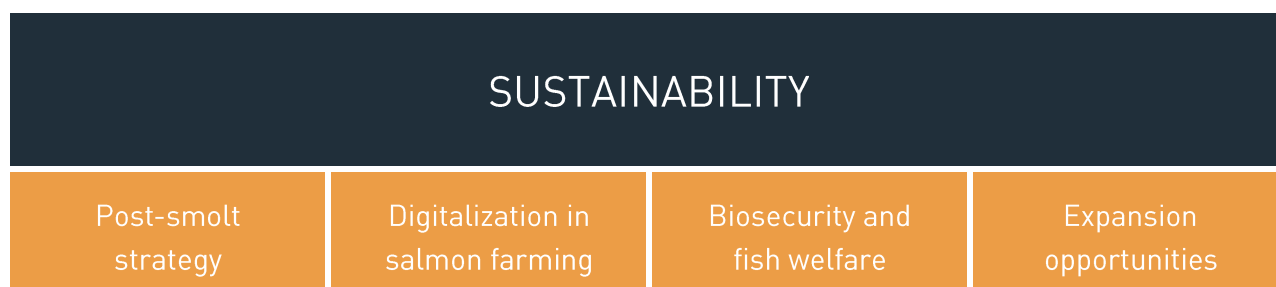 SUSTAINABILITY
Post-smolt
strategy
Digitalization in
salmon farming
Biosecurity and
fish welfare
Expansion
opportunities